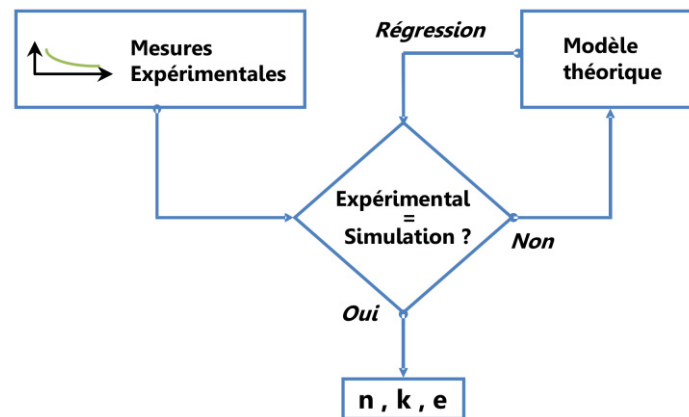 Mesures
Expérimentales
Régression
Modèle
théorique
Expérimental
=
Simulation ?
Non
Oui
n , k , e